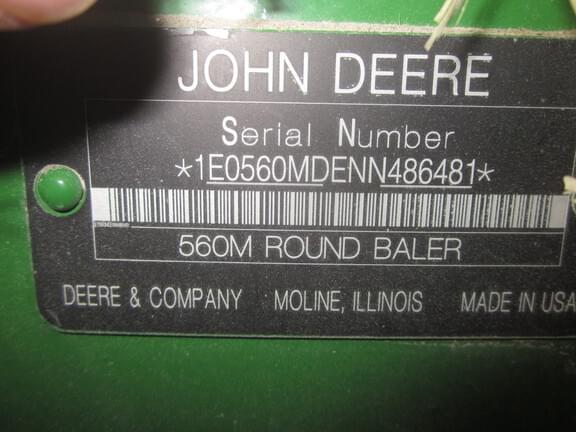 JOHN DEERE
Serial Number
*1E0560MDENN486481*
560M ROUND BALER
DEERE & COMPANY MOLINE, ILLINOIS MADE IN USA